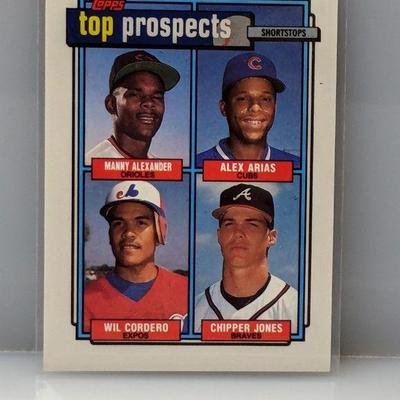 TOPPS
top prospects
SHORTSTOPS
MANNY ALEXANDER
ORIOLES
ALEX ARIAS
CUBS
WIL CORDERO
EXPOS
CHIPPER JONES
BRAVES